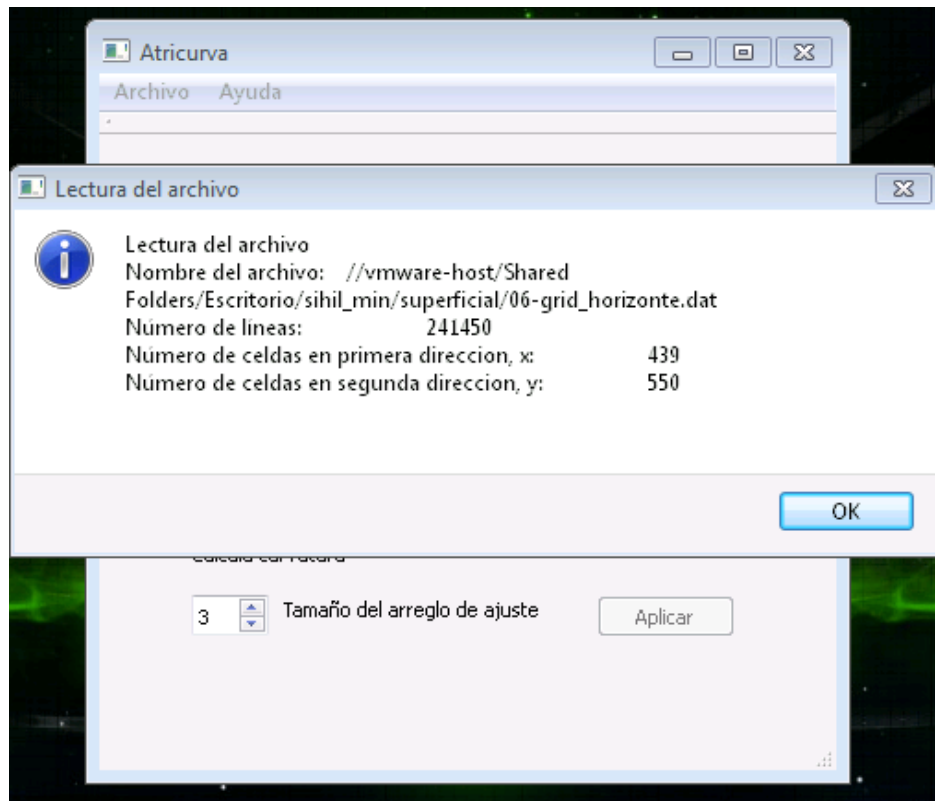 Atricurva
Archivo Ayuda
Lectura del archivo
Lectura del archivo
Nombre del archivo: //vmware-host/Shared
Folders/Escritorio/sihil_min/superficial/06-grid_horizonte.dat
Número de líneas: 241450
Número de celdas en primera direccion, x: 439
Número de celdas en segunda direccion, y: 550
OK
3 Tamaño del arreglo de ajuste Aplicar